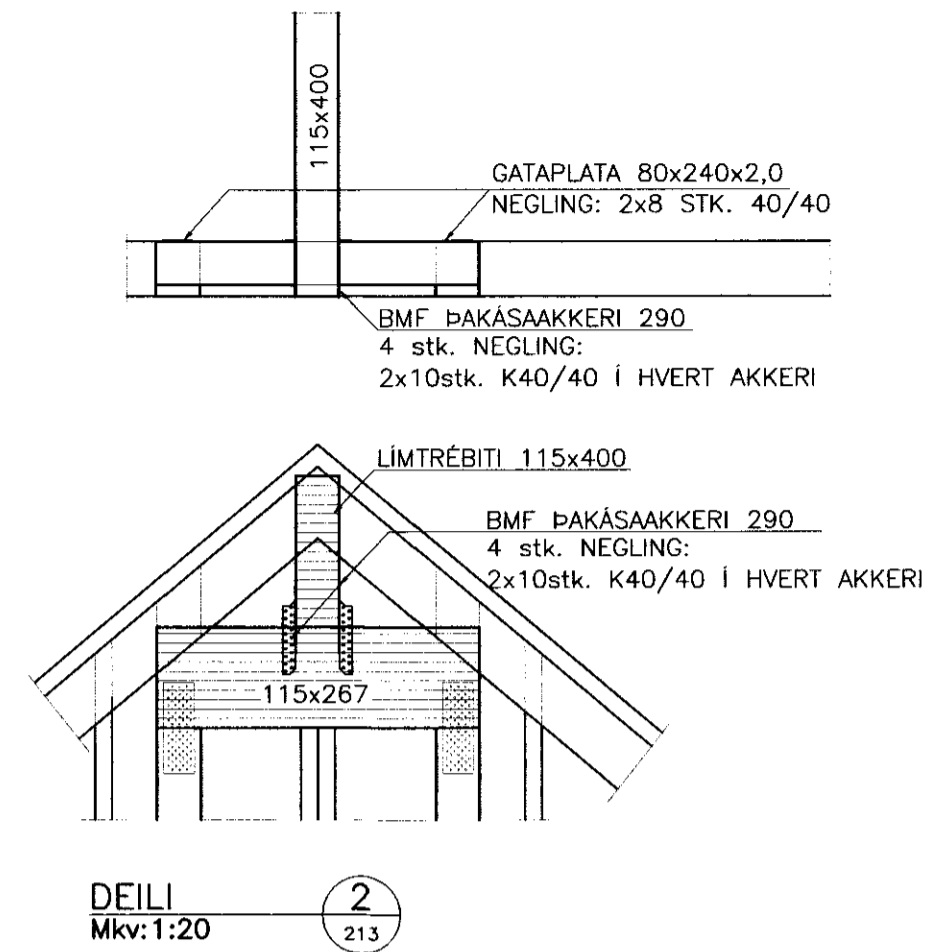 115x400
GATAPLATA 80x240x2,0
NEGLING: 2x8 STK. 40/40
BMF ÞAKÁSAAKKERI 290
4 stk. NEGLING:
2x10stk. K40/40 Í HVERT AKKERI
LÍMTRÉBITI 115x400
BMF ÞAKÁSAAKKERI 290
4 stk. NEGLING:
2x10stk. K40/40 Í HVERT AKKERI
115x267
DEILI
Mkv: 1:20
2
213